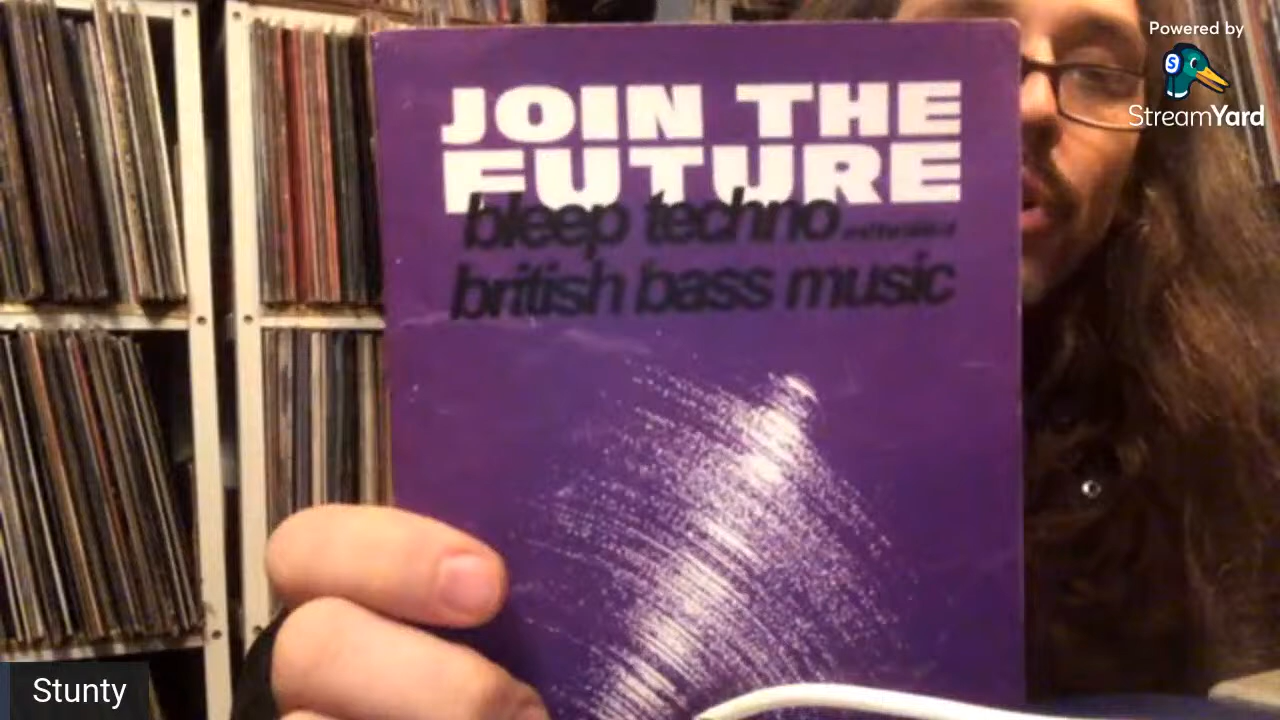 JOIN THE
FUTURE
bleep techno
british bass music
Powered by
StreamYard
Stunty